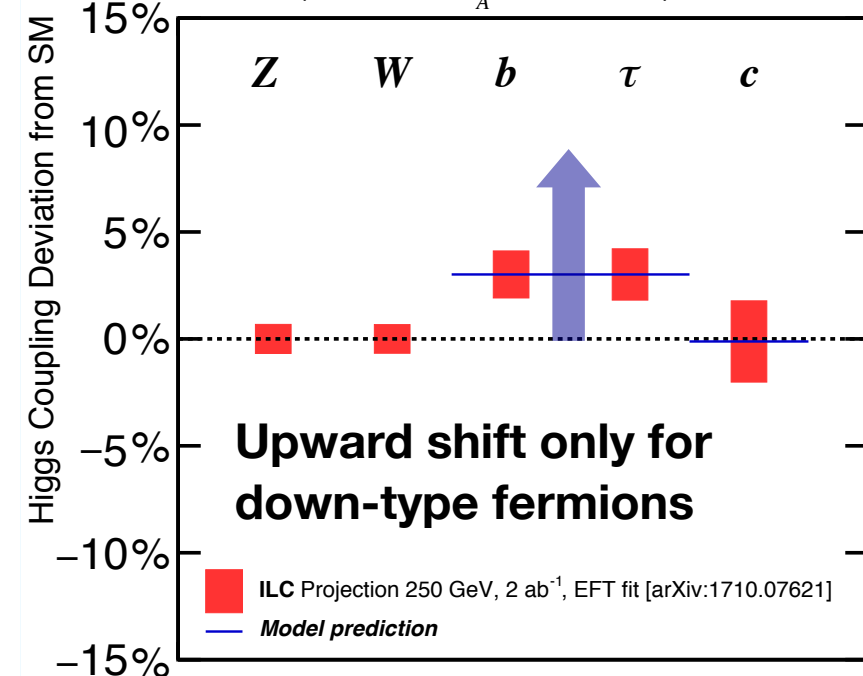 A
15%
Higgs Coupling Deviation from SM
Z W b τ c
10%
5%
0%
−5%
Upward shift only for
down-type fermions
−10%
ILC Projection 250 GeV, 2 ab-1, EFT fit [arXiv:1710.07621]
Model prediction
−15%